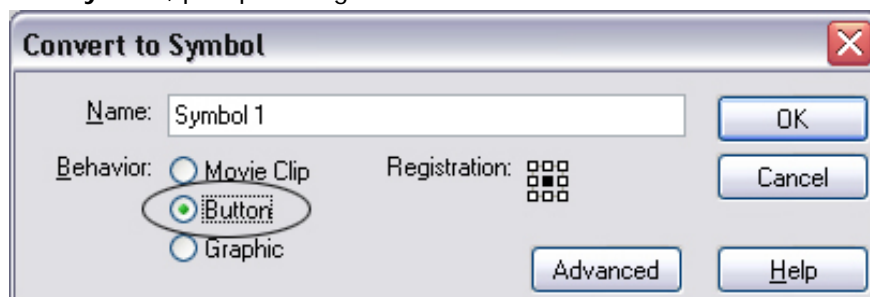 Convert to Symbol
Name: Symbol 1 OK
Behavior: Movie Clip Registration: Cancel
Button
Graphic
Advanced Help